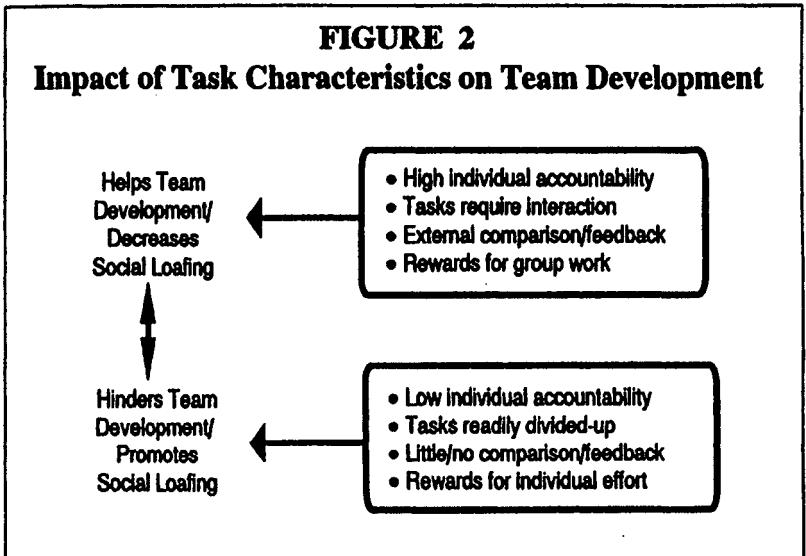 FIGURE 2
Impact of Task Characteristics on Team Development
Helps Team
Development/
Decreases
Social Loafing
• High individual accountability
• Tasks require interaction
• External comparison/feedback
• Rewards for group work
Hinders Team
Development/
Promotes
Social Loafing
• Low individual accountability
• Tasks readily divided-up
• Little/no comparison/feedback
• Rewards for individual effort